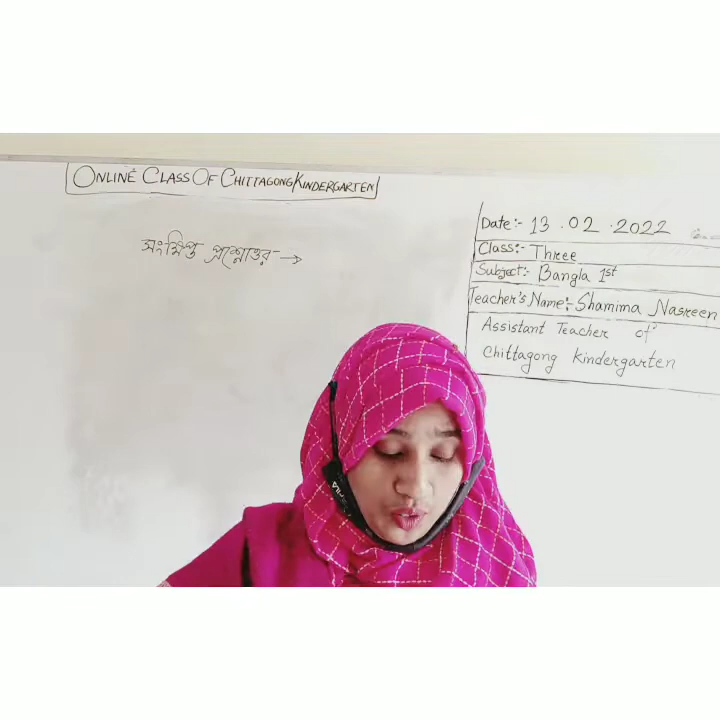 ONLINE CLASS OF CHITTAGONG KINDERGARTEN
সংক্ষিপ্ত প্রশ্নোত্তর →
Date:- 13.02.2022
Class:- Three
Subject:- Bangla 1st
Teacher's Name:- Shamima Nasreen
Assistant Teacher of
Chittagong kindergarten